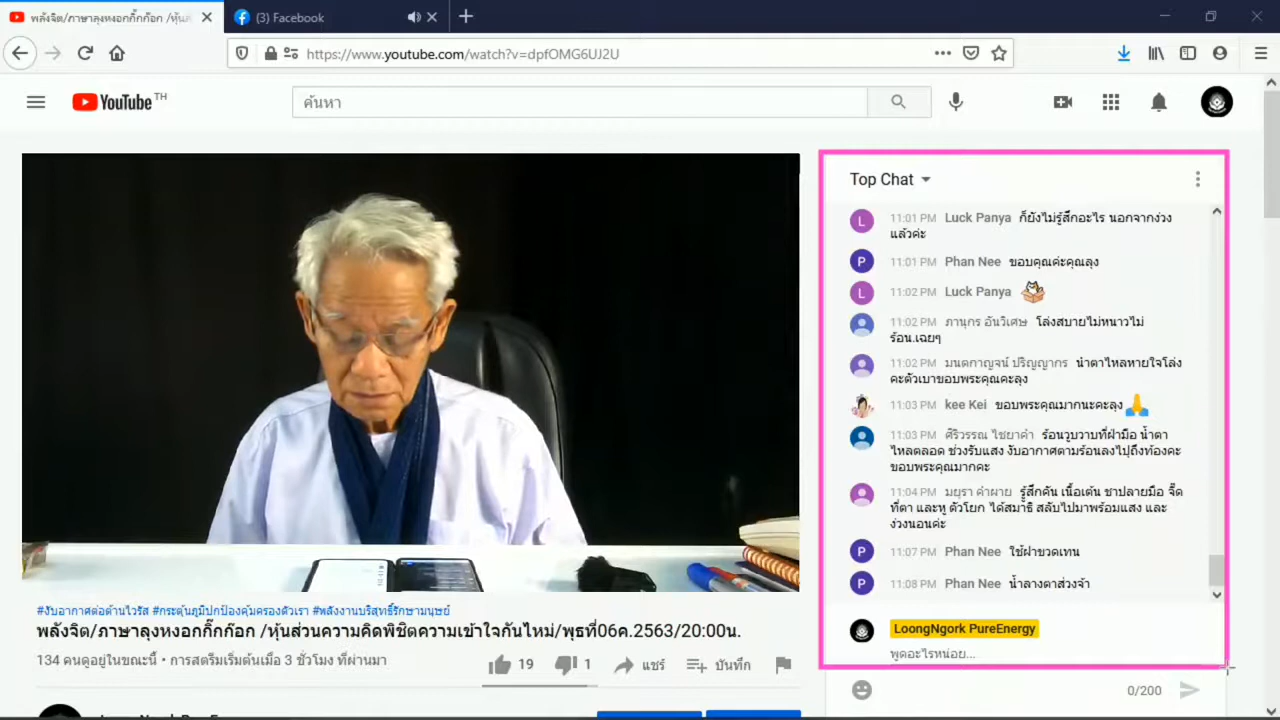 พลังจิต/ภาษาลุงหงอกกิ๊กก๊อก /หุ้นส
(3) Facebook
https://www.youtube.com/watch?v=dpfOMG6UJ2U
YouTube TH
ค้นหา
Top Chat
11:01 PM Luck Panya ก็ยังไม่รู้สึกอะไร นอกจากง่วง
แล้วค่ะ
11:01 PM Phan Nee ขอบคุณค่ะคุณลุง
11:02 PM Luck Panya
11:02 PM ภานุกร อันวิเศษ โล่งสบายไม่หนาวไม่
ร้อน.เฉยๆ
11:02 PM มนตกาญจน์ ปริญญากร น้ำตาไหลหายใจโล่ง
คะตัวเบาขอบพระคุณคะลุง
11:03 PM kee Kei ขอบพระคุณมากนะคะลุง🙏
11:03 PM ศิริวรรณ ไชยาคำ ร้อนวูบวาบที่ฝ่ามือ น้ำตา
ไหลตลอด ช่วงรับแสง งับอากาศตามร้อนลงไปถึงท้องคะ
ขอบพระคุณมากคะ
11:04 PM มยุรา คำผาย รู้สึกคัน เนื้อเต้น ชาปลายมือ จี๊ด
ที่ตา และหู ตัวโยก ได้สมาธิ สลับไปมาพร้อมแสง และ
ง่วงนอนค่ะ
11:07 PM Phan Nee ใช้ฝาขวดเทน
11:08 PM Phan Nee น้ำลางตาส่วงจ้า
LoongNgork PureEnergy
พูดอะไรหน่อย...
0/200
#งับอากาศต่อต้านไวรัส #กระตุ้นภูมิปกป้องคุ้มครองตัวเรา #พลังงานบริสุทธิ์รักษามนุษย์
พลังจิต/ภาษาลุงหงอกกิ๊กก๊อก /หุ้นส่วนความคิดพิชิตความเข้าใจกันใหม่/พุธที่06ค.2563/20:00น.
134 คนดูอยู่ในขณะนี้ • การสตรีมเริ่มต้นเมื่อ 3 ชั่วโมง ที่ผ่านมา
19 1 แชร์ บันทึก